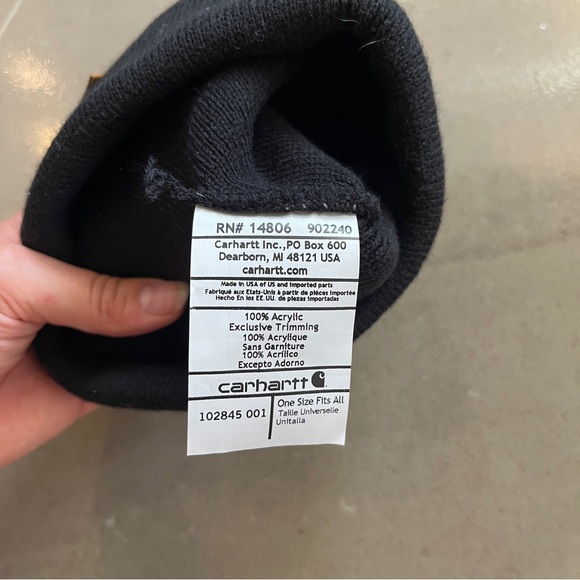 RN# 14806 902240
Carhartt Inc.,PO Box 600
Dearborn, MI 48121 USA
carhartt.com
Made in USA of US and imported parts
Fabriqué aux Etats-Unis à partir de pièces importée
Hecho En los EE.UU. de piezas importadas
100% Acrylic
Exclusive Trimming
100% Acrylique
Sans Garniture
100% Acrílico
Excepto Adorno
carhartt
102845 001
One Size Fits All
Taille Universelle
Unitalla